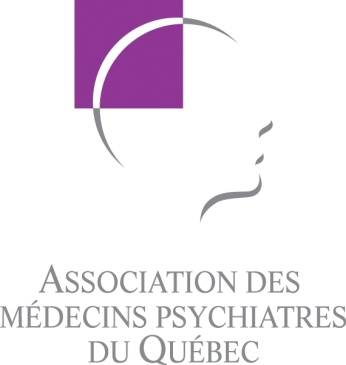 ASSOCIATION DES
MÉDECINS PSYCHIATRES
DU QUÉBEC